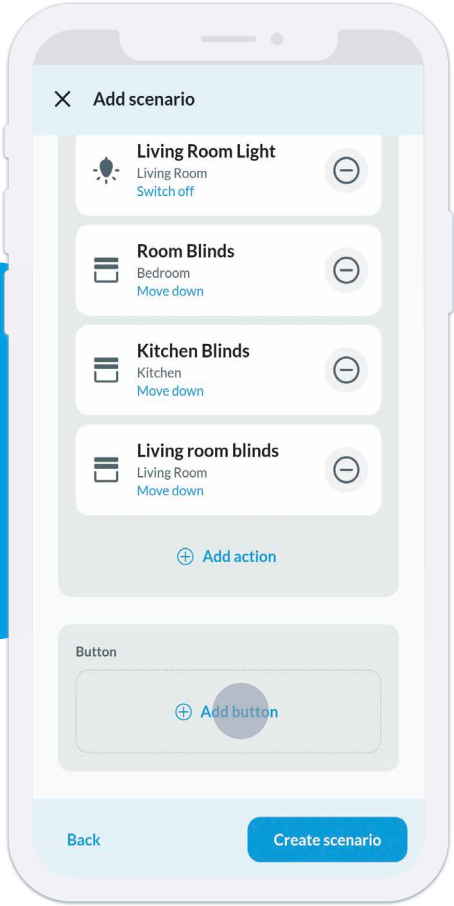 Add scenario
Living Room Light
Living Room
Switch off
Room Blinds
Bedroom
Move down
Kitchen Blinds
Kitchen
Move down
Living room blinds
Living Room
Move down
Add action
Button
Add button
Back
Create scenario